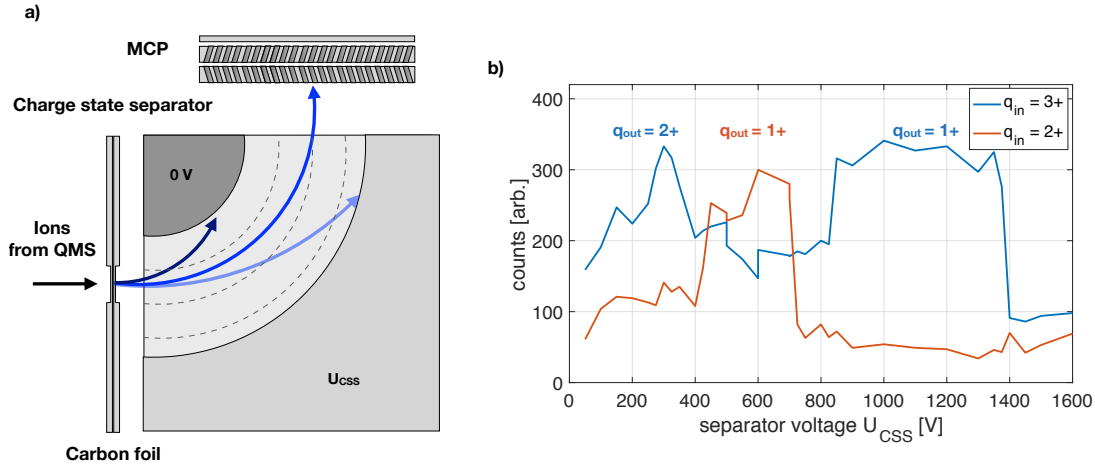 a)
MCP
Charge state separator
0 V
Ions
from QMS
U_CSS
Carbon foil
b)
400
300
200
100
0
counts [arb.]
q_out = 2+
q_out = 1+
q_out = 1+
q_in = 3+
q_in = 2+
0
200
400
600
800
1000
1200
1400
1600
separator voltage U_CSS [V]